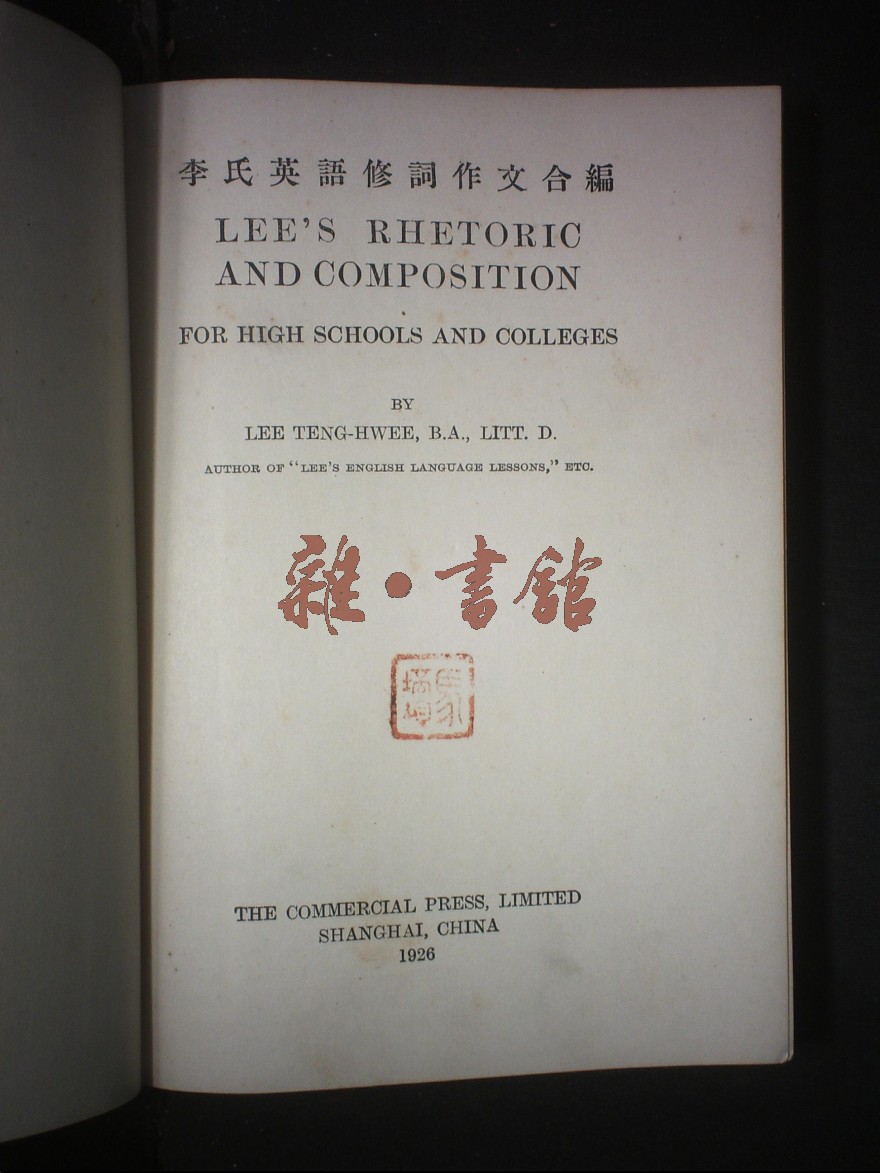 李氏英語修詞作文合編
LEE'S RHETORIC
AND COMPOSITION
FOR HIGH SCHOOLS AND COLLEGES
BY
LEE TENG-HWEE, B.A., LITT. D.
AUTHOR OF "LEE'S ENGLISH LANGUAGE LESSONS," ETC.
雜·書館
THE COMMERCIAL PRESS, LIMITED
SHANGHAI, CHINA
1926